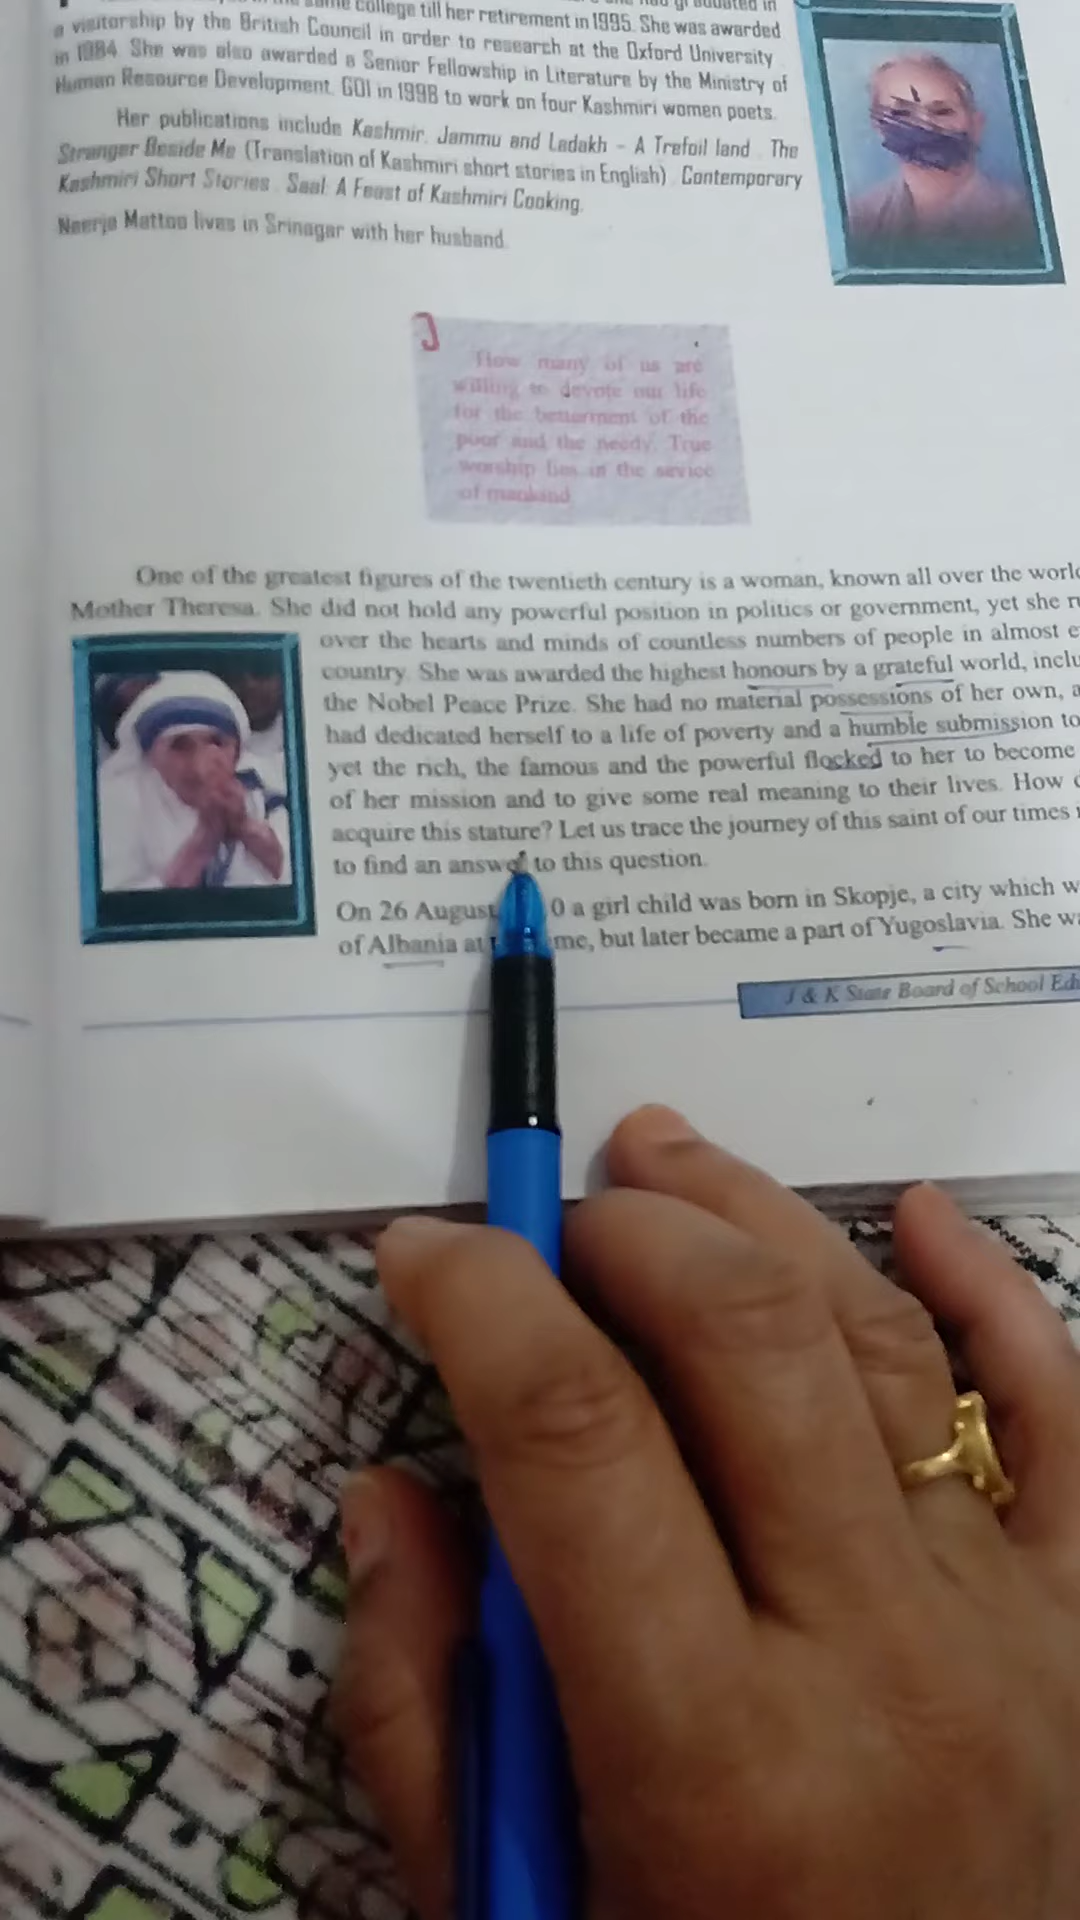 college till her retirement in 1995. She was awarded
a visitorship by the British Council in order to research at the Oxford University
in 1984. She was also awarded a Senior Fellowship in Literature by the Ministry of
Human Resource Development. GOI in 1998 to work on four Kashmiri women poets.
Her publications include Kashmir, Jammu and Ladakh - A Trefoil land. The
Stranger Beside Me (Translation of Kashmiri short stories in English). Contemporary
Kashmiri Short Stories. Saal: A Feast of Kashmiri Cooking.
Neerja Mattoo lives in Srinagar with her husband.
How many of us are
willing to devote our life
for the betterment of the
poor and the needy. True
worship lies in the sevice
of mankind
One of the greatest figures of the twentieth century is a woman, known all over the
Mother Theresa. She did not hold any powerful position in politics or government, yet she
over the hearts and minds of countless numbers of people in almost
country. She was awarded the highest honours by a grateful world,
the Nobel Peace Prize. She had no material possessions of her own,
had dedicated herself to a life of poverty and a humble submission to
yet the rich, the famous and the powerful flocked to her to become
of her mission and to give some real meaning to their lives. How
acquire this stature? Let us trace the journey of this saint of our times
to find an to this question.
On 26 August 0 a girl child was born in Skopje, a city which
of Albania at but later became a part of Yugoslavia. She
J & K State Board of School